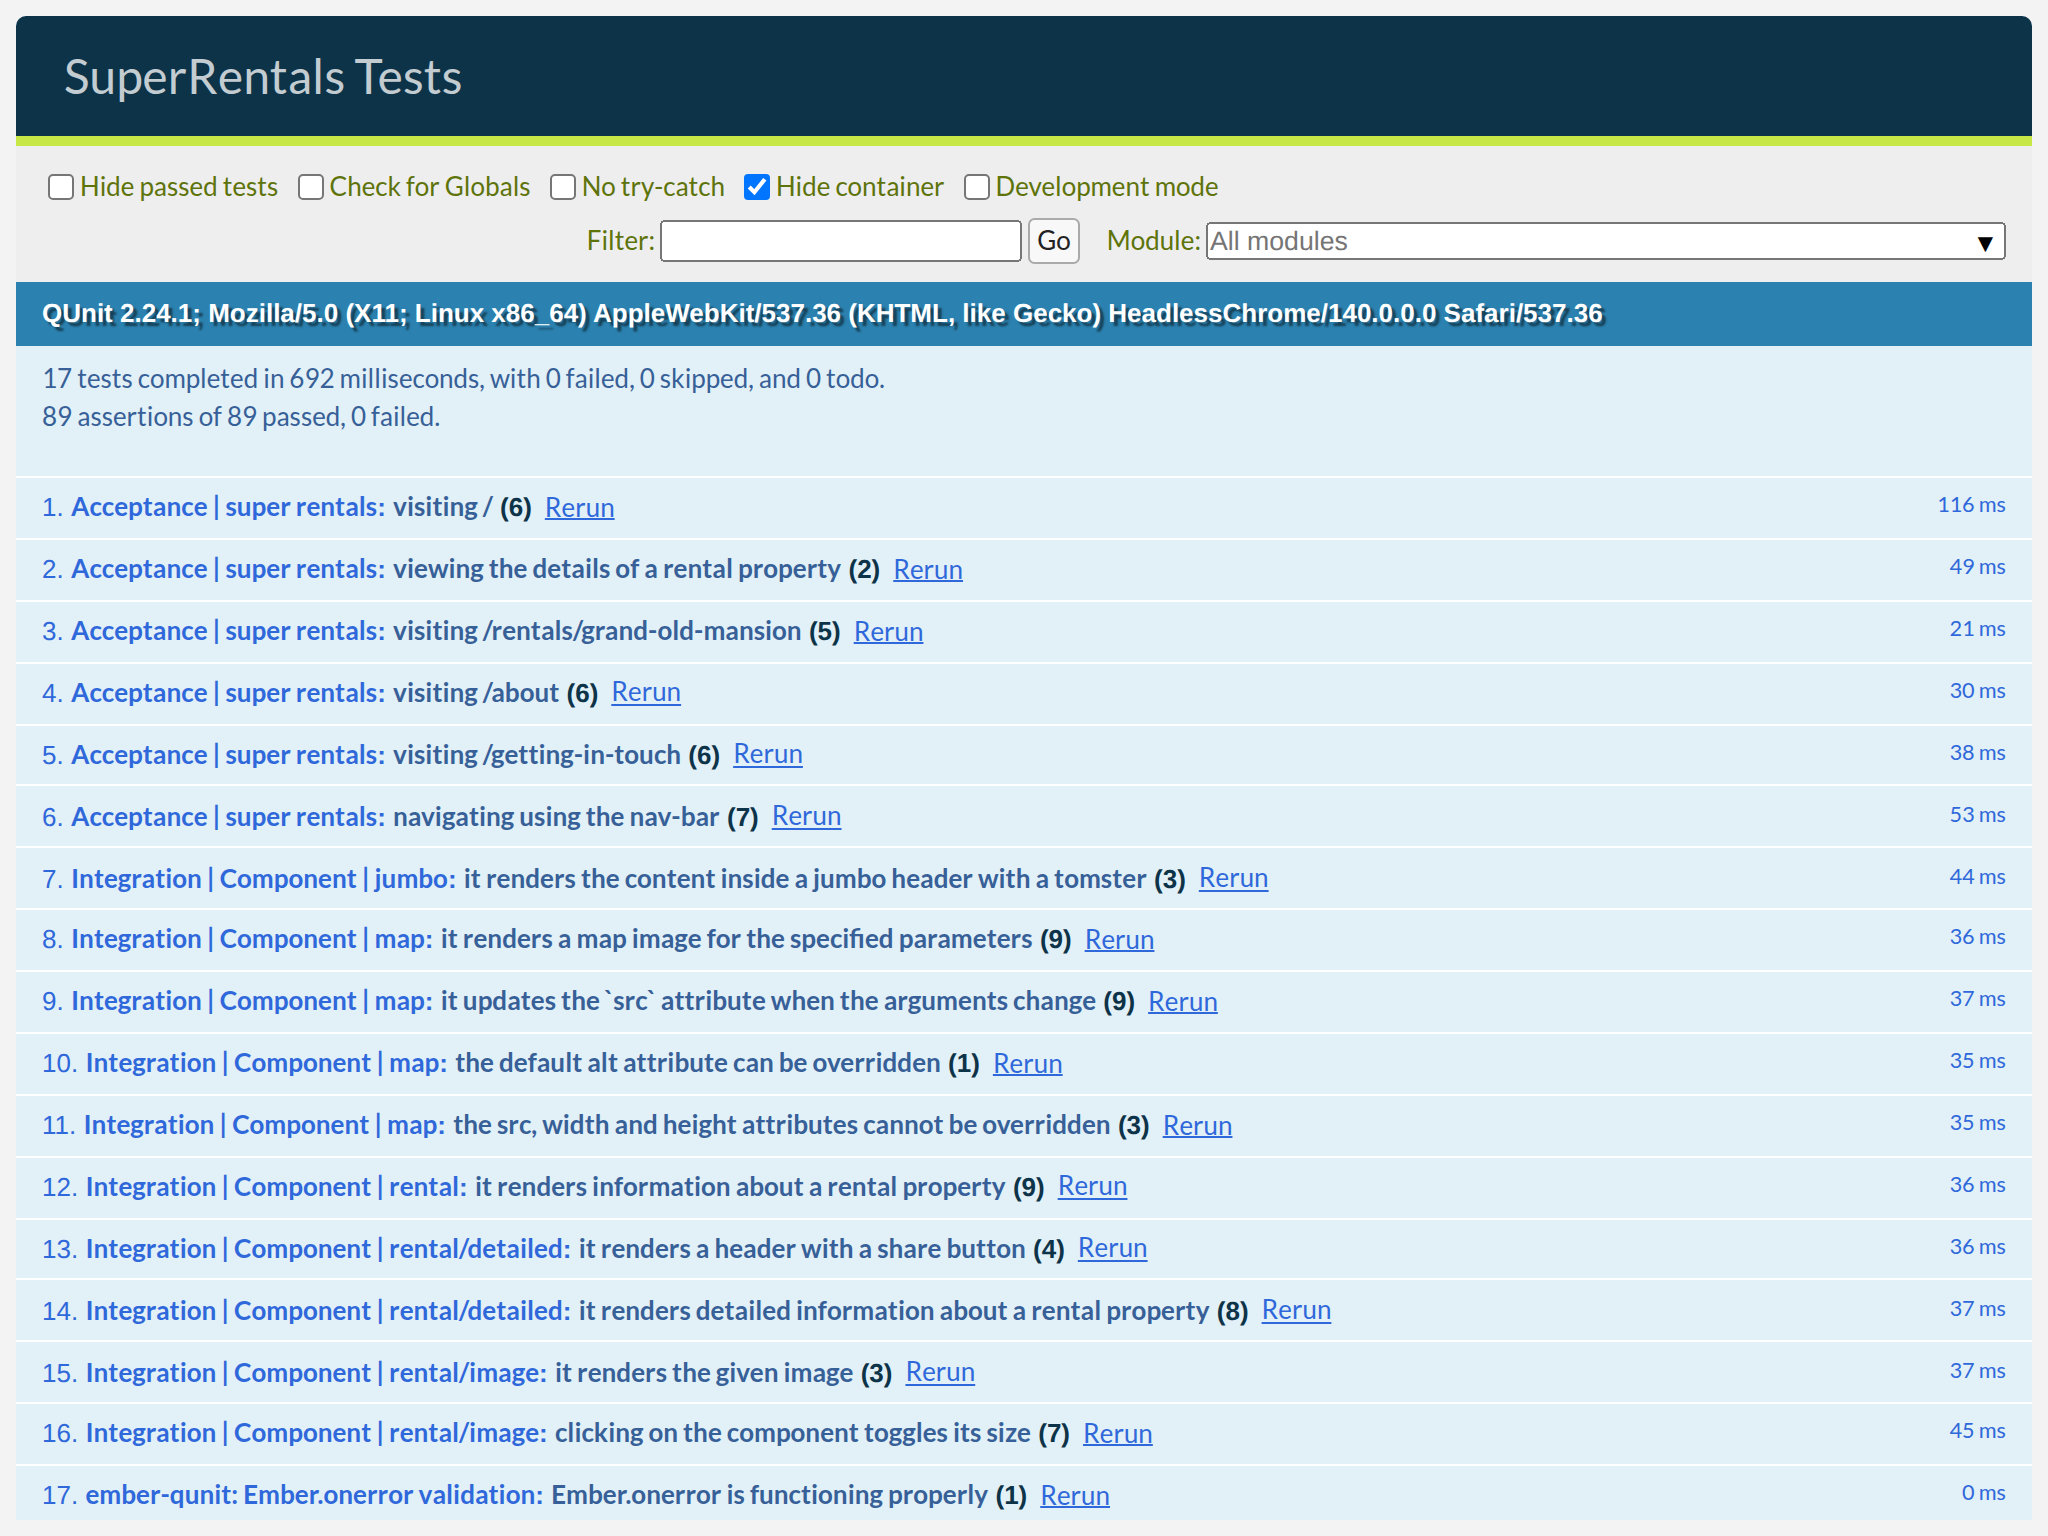 SuperRentals Tests
Hide passed tests Check for Globals No try-catch Hide container Development mode
Filter: Go Module: All modules ▼
QUnit 2.24.1; Mozilla/5.0 (X11; Linux x86_64) AppleWebKit/537.36 (KHTML, like Gecko) HeadlessChrome/140.0.0.0 Safari/537.36
17 tests completed in 692 milliseconds, with 0 failed, 0 skipped, and 0 todo.
89 assertions of 89 passed, 0 failed.
1. Acceptance | super rentals: visiting / (6) Rerun 116 ms
2. Acceptance | super rentals: viewing the details of a rental property (2) Rerun 49 ms
3. Acceptance | super rentals: visiting /rentals/grand-old-mansion (5) Rerun 21 ms
4. Acceptance | super rentals: visiting /about (6) Rerun 30 ms
5. Acceptance | super rentals: visiting /getting-in-touch (6) Rerun 38 ms
6. Acceptance | super rentals: navigating using the nav-bar (7) Rerun 53 ms
7. Integration | Component | jumbo: it renders the content inside a jumbo header with a tomster (3) Rerun 44 ms
8. Integration | Component | map: it renders a map image for the specified parameters (9) Rerun 36 ms
9. Integration | Component | map: it updates the `src` attribute when the arguments change (9) Rerun 37 ms
10. Integration | Component | map: the default alt attribute can be overridden (1) Rerun 35 ms
11. Integration | Component | map: the src, width and height attributes cannot be overridden (3) Rerun 35 ms
12. Integration | Component | rental: it renders information about a rental property (9) Rerun 36 ms
13. Integration | Component | rental/detailed: it renders a header with a share button (4) Rerun 36 ms
14. Integration | Component | rental/detailed: it renders detailed information about a rental property (8) Rerun 37 ms
15. Integration | Component | rental/image: it renders the given image (3) Rerun 37 ms
16. Integration | Component | rental/image: clicking on the component toggles its size (7) Rerun 45 ms
17. ember-qunit: Ember.onerror validation: Ember.onerror is functioning properly (1) Rerun 0 ms